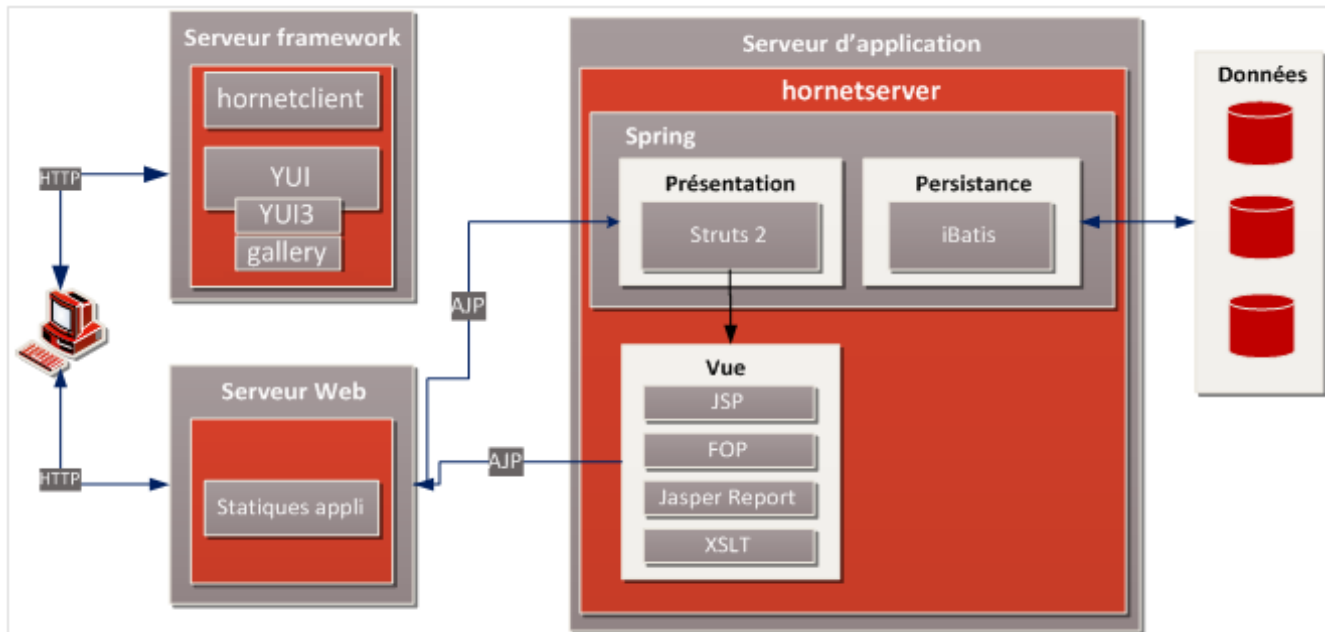 Serveur framework
hornetclient
YUI
YUI3
gallery
HTTP
HTTP
Serveur Web
Statiques appli
AJP
AJP
Serveur d'application
hornetserver
Spring
Présentation
Struts 2
Persistance
iBatis
Vue
JSP
FOP
Jasper Report
XSLT
Données